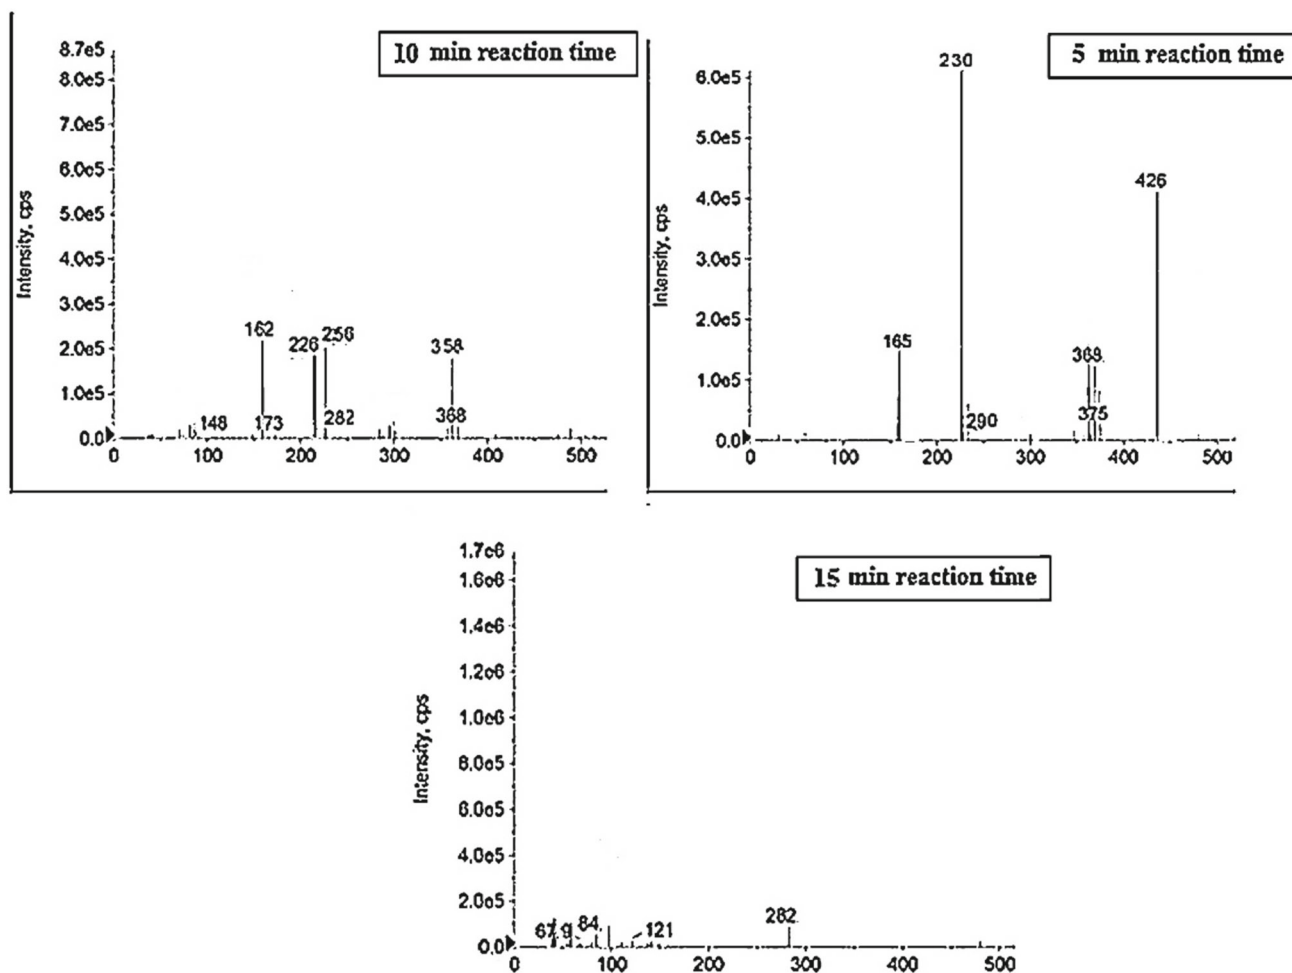 10 min reaction time
8.7e5
8.0e5
7.0e5
6.0e5
5.0e5
4.0e5
3.0e5
2.0e5
1.0e5
0.0
Intensity, cps
162
226
256
358
148
173
282
368
0 100 200 300 400 500
5 min reaction time
6.0e5
5.0e5
4.0e5
3.0e5
2.0e5
1.0e5
0.0
Intensity, cps
230
426
165
368
375
290
0 100 200 300 400 500
15 min reaction time
1.7e6
1.6e6
1.4e6
1.2e6
1.0e6
8.0e5
6.0e5
4.0e5
2.0e5
0.0
Intensity, cps
67
84
121
282
0 100 200 300 400 500